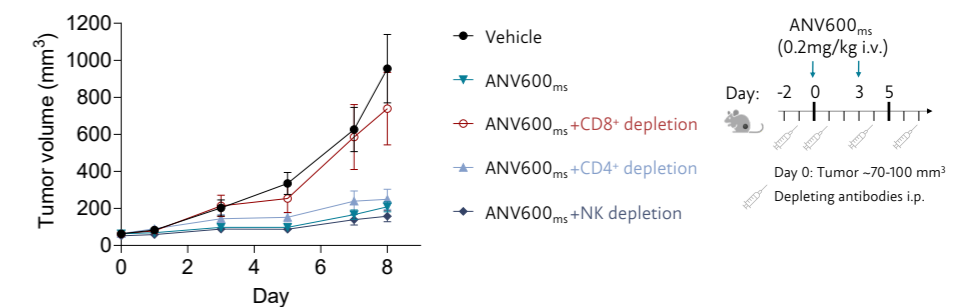 1200
1000
800
600
400
200
0
Tumor volume (mm³)
0 2 4 6 8
Day
Vehicle
ANV600ms
ANV600ms+CD8⁺ depletion
ANV600ms+CD4⁺ depletion
ANV600ms+NK depletion
ANV600ms
(0.2mg/kg i.v.)
Day: -2 0 3 5
Day 0: Tumor ~70-100 mm³
Depleting antibodies i.p.